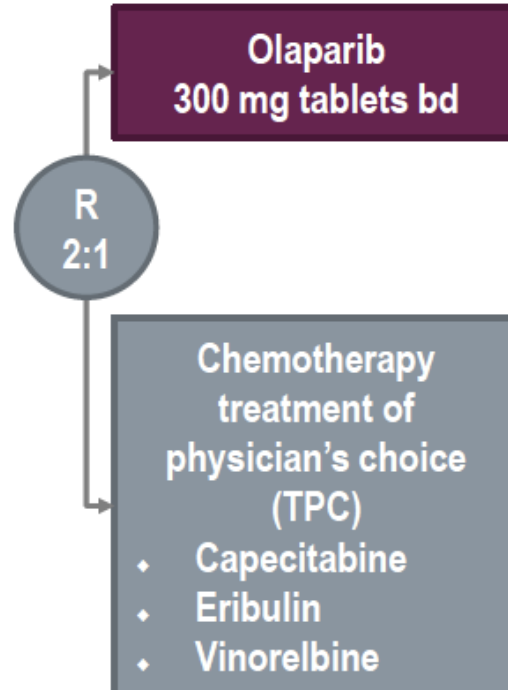 Olaparib
300 mg tablets bd
R
2:1
Chemotherapy
treatment of
physician's choice
(TPC)
⬥ Capecitabine
⬥ Eribulin
⬥ Vinorelbine